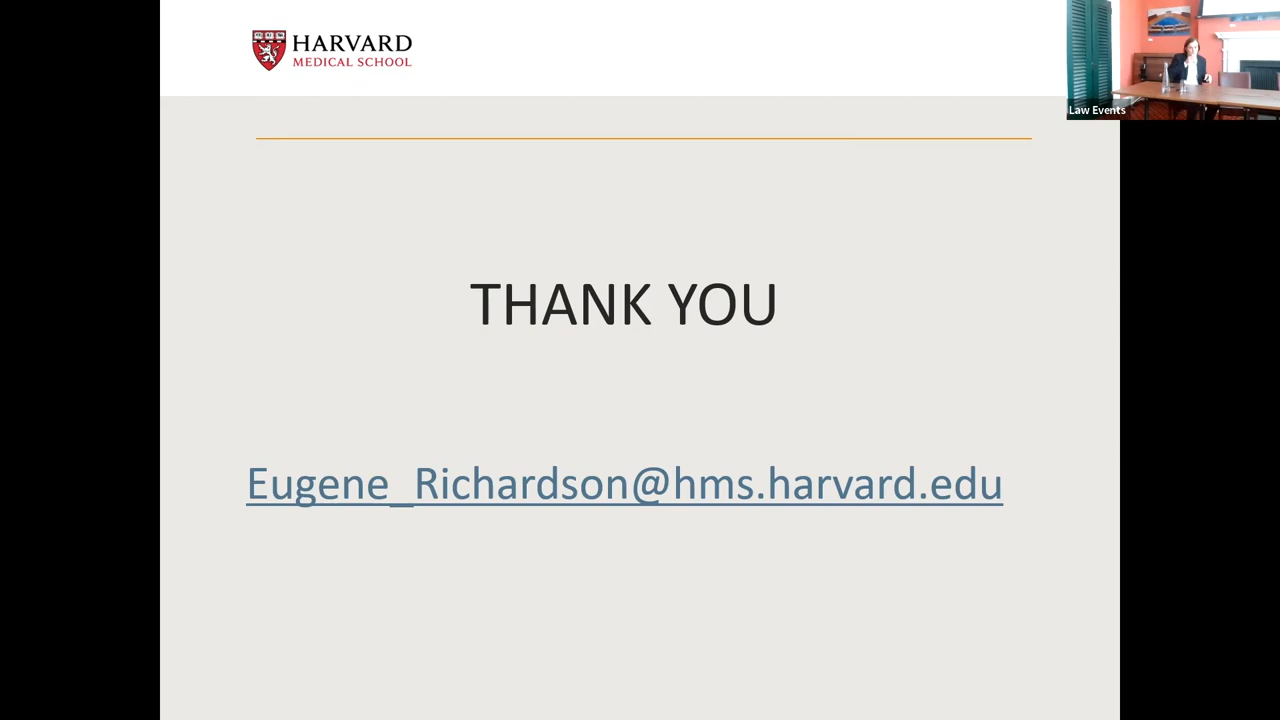 HARVARD
MEDICAL SCHOOL
Law Events
THANK YOU
Eugene_Richardson@hms.harvard.edu